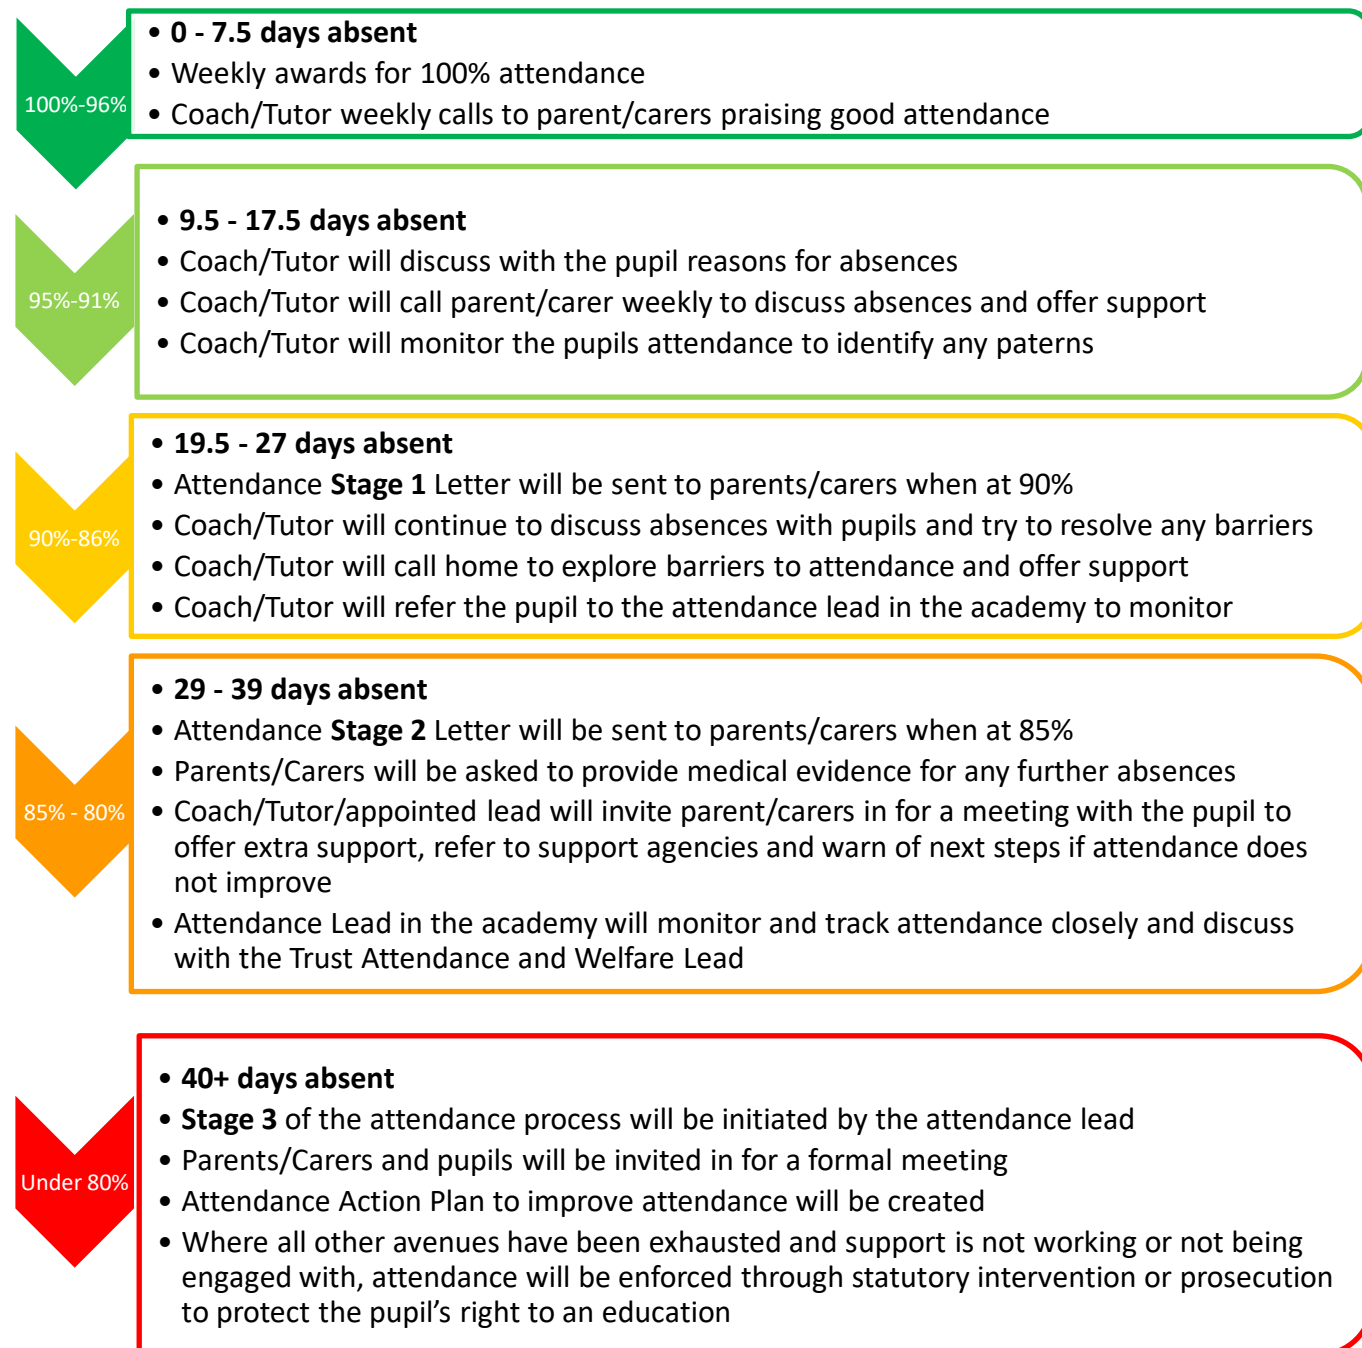 100%-96%
• 0 - 7.5 days absent
• Weekly awards for 100% attendance
• Coach/Tutor weekly calls to parent/carers praising good attendance
95%-91%
• 9.5 - 17.5 days absent
• Coach/Tutor will discuss with the pupil reasons for absences
• Coach/Tutor will call parent/carer weekly to discuss absences and offer support
• Coach/Tutor will monitor the pupils attendance to identify any paterns
90%-86%
• 19.5 - 27 days absent
• Attendance Stage 1 Letter will be sent to parents/carers when at 90%
• Coach/Tutor will continue to discuss absences with pupils and try to resolve any barriers
• Coach/Tutor will call home to explore barriers to attendance and offer support
• Coach/Tutor will refer the pupil to the attendance lead in the academy to monitor
85% - 80%
• 29 - 39 days absent
• Attendance Stage 2 Letter will be sent to parents/carers when at 85%
• Parents/Carers will be asked to provide medical evidence for any further absences
• Coach/Tutor/appointed lead will invite parent/carers in for a meeting with the pupil to
offer extra support, refer to support agencies and warn of next steps if attendance does
not improve
• Attendance Lead in the academy will monitor and track attendance closely and discuss
with the Trust Attendance and Welfare Lead
Under 80%
• 40+ days absent
• Stage 3 of the attendance process will be initiated by the attendance lead
• Parents/Carers and pupils will be invited in for a formal meeting
• Attendance Action Plan to improve attendance will be created
• Where all other avenues have been exhausted and support is not working or not being
engaged with, attendance will be enforced through statutory intervention or prosecution
to protect the pupil’s right to an education